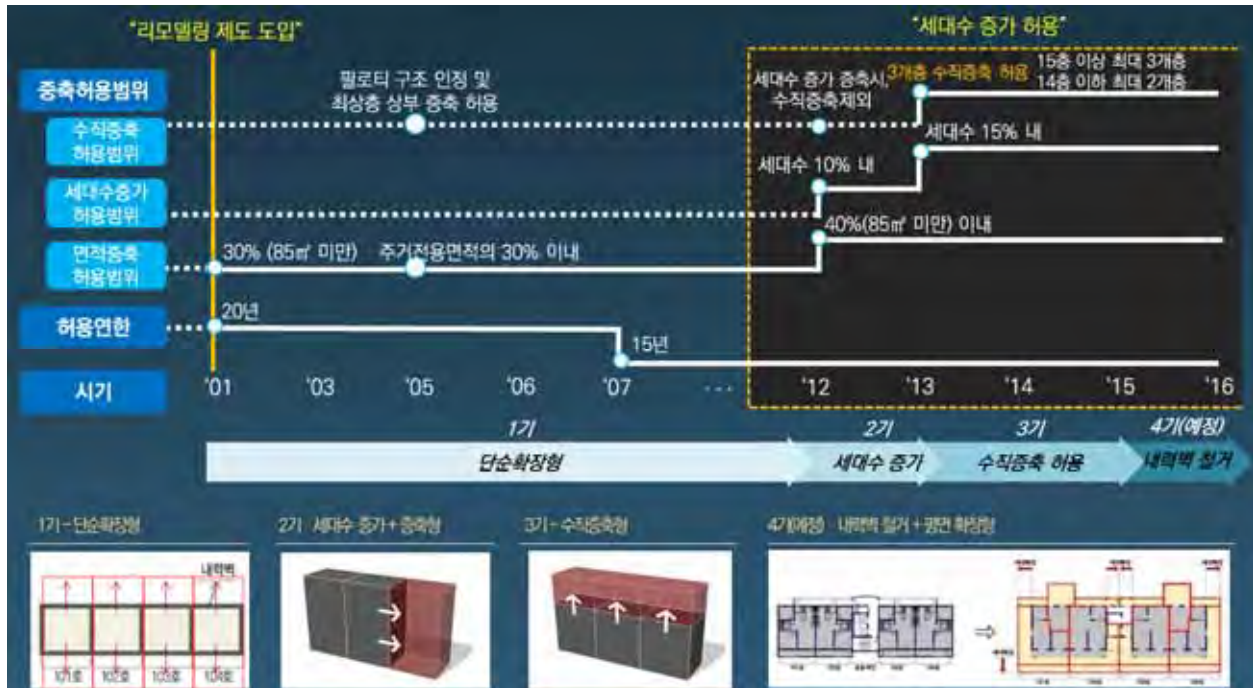 "리모델링 제도 도입"
"세대수 증가 허용"
증축허용범위
필로티 구조 인정 및
최상층 상부 증축 허용
세대수 증가 증축시,
수직증축제외
3개층 수직증축 허용
15층 이상 최대 3개층
14층 이하 최대 2개층
수직증축
허용범위
세대수 15% 내
세대수 10% 내
세대수증가
허용범위
40%(85㎡ 미만) 이내
면적증축
허용범위
30% (85㎡ 미만)
주거전용면적의 30% 이내
허용연한
20년
15년
시기
'01 '03 '05 '06 '07 ··· '12 '13 '14 '15 '16
1기 2기 3기 4기(예정)
단순확장형 세대수 증가 수직증축 허용 내력벽 철거
1기-단순확장형
2기 세대수 증가+증축형
3기-수직증축형
4기(예정) 내력벽 철거+평면 확장형
내력벽
101호 102호 103호 104호